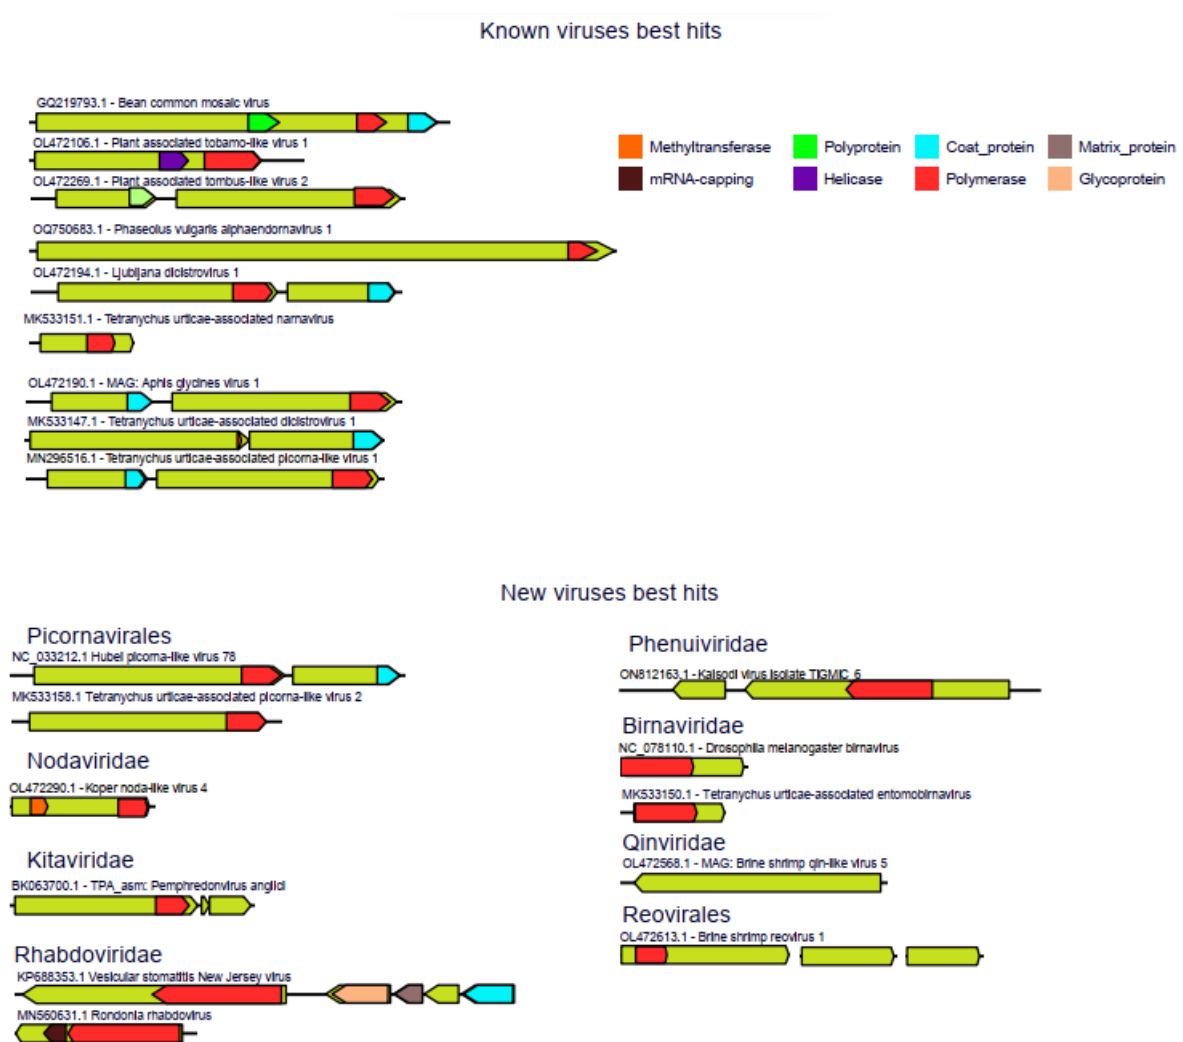 Known viruses best hits
GQ219793.1 - Bean common mosaic virus
OL472106.1 - Plant associated tobamo-like virus 1
OL472269.1 - Plant associated tombus-like virus 2
OQ750683.1 - Phaseolus vulgaris alphaendornavirus 1
OL472194.1 - Ljubljana dicistrovirus 1
MK533151.1 - Tetranychus urticae-associated narnavirus
OL472190.1 - MAG: Aphis glycines virus 1
MK533147.1 - Tetranychus urticae-associated dicistrovirus 1
MN296516.1 - Tetranychus urticae-associated picorna-like virus 1
Methyltransferase
Polyprotein
Coat_protein
Matrix_protein
mRNA-capping
Helicase
Polymerase
Glycoprotein
New viruses best hits
Picornavirales
NC_033212.1 Hubei picorna-like virus 78
MK533158.1 Tetranychus urticae-associated picorna-like virus 2
Nodaviridae
OL472290.1 - Koper noda-like virus 4
Kitaviridae
BK063700.1 - TPA_asm: Pemphredonvirus anglici
Rhabdoviridae
KP688353.1 Vesicular stomatitis New Jersey virus
MN560631.1 Rondonia rhabdovirus
Phenuiviridae
ON812163.1 - Kaisodi virus isolate TIGMIC_6
Birnaviridae
NC_078110.1 - Drosophila melanogaster birnavirus
MK533150.1 - Tetranychus urticae-associated entomobirnavirus
Qinviridae
OL472568.1 - MAG: Brine shrimp qin-like virus 5
Reovirales
OL472613.1 - Brine shrimp reovirus 1